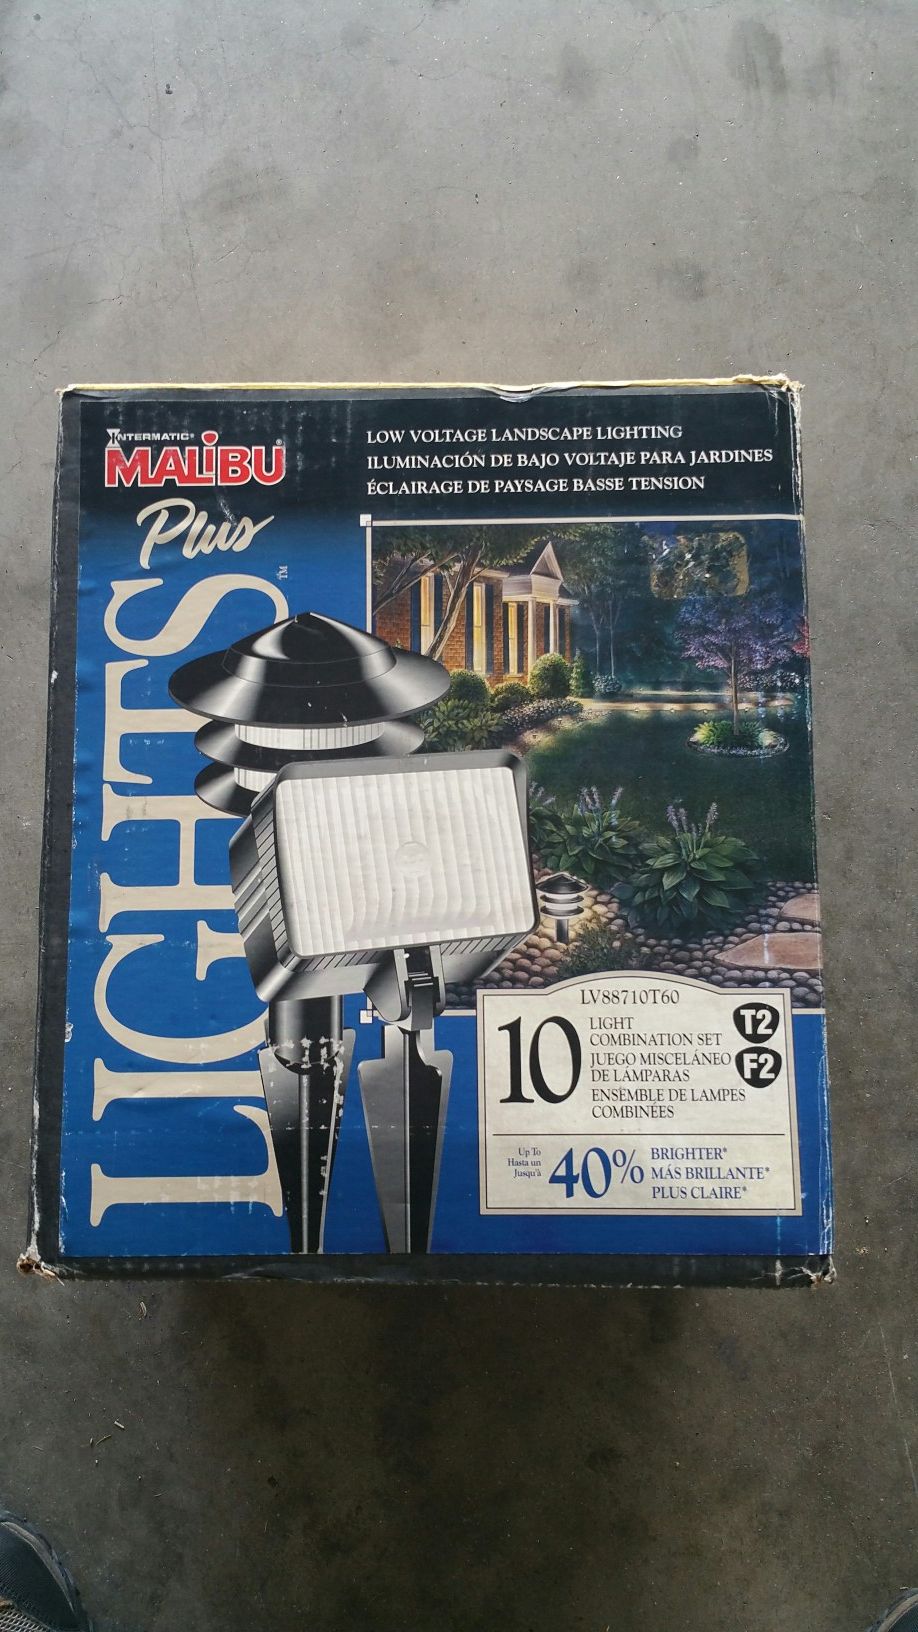 INTERMATIC®
MALiBU®
Plus
LIGHTS™
LOW VOLTAGE LANDSCAPE LIGHTING
ILUMINACIÓN DE BAJO VOLTAJE PARA JARDINES
ÉCLAIRAGE DE PAYSAGE BASSE TENSION
LV88710T60
10
LIGHT
COMBINATION SET
JUEGO MISCELÁNEO
DE LÁMPARAS
ENSEMBLE DE LAMPES
COMBINÉES
T2
F2
Up To
Hasta un
Jusqu'à
40%
BRIGHTER*
MÁS BRILLANTE*
PLUS CLAIRE*